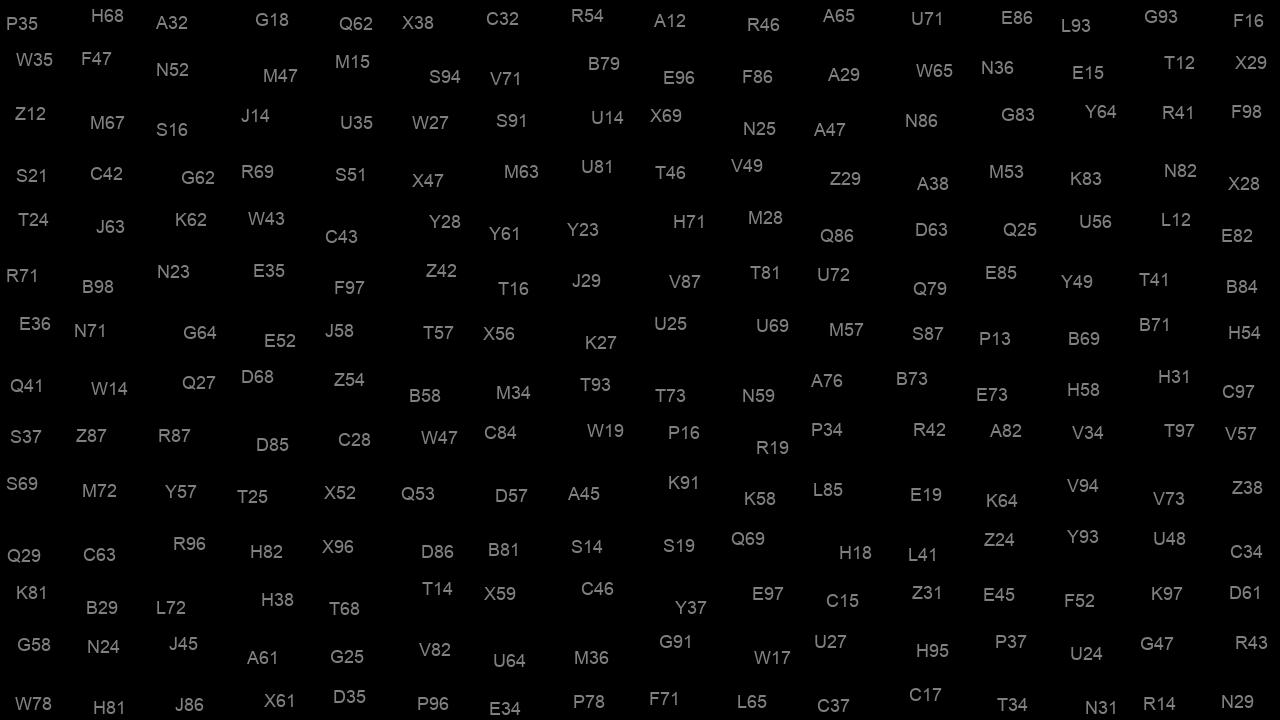 P35 H68 A32 G18 Q62 X38 C32 R54 A12 R46 A65 U71 E86 L93 G93 F16
W35 F47 N52 M47 M15 S94 V71 B79 E96 F86 A29 W65 N36 E15 T12 X29
Z12 M67 S16 J14 U35 W27 S91 U14 X69 N25 A47 N86 G83 Y64 R41 F98
S21 C42 G62 R69 S51 X47 M63 U81 T46 V49 Z29 A38 M53 K83 N82 X28
T24 J63 K62 W43 C43 Y28 Y61 Y23 H71 M28 Q86 D63 Q25 U56 L12 E82
R71 B98 N23 E35 F97 Z42 T16 J29 V87 T81 U72 Q79 E85 Y49 T41 B84
E36 N71 G64 E52 J58 T57 X56 K27 U25 U69 M57 S87 P13 B69 B71 H54
Q41 W14 Q27 D68 Z54 B58 M34 T93 T73 N59 A76 B73 E73 H58 H31 C97
S37 Z87 R87 D85 C28 W47 C84 W19 P16 R19 P34 R42 A82 V34 T97 V57
S69 M72 Y57 T25 X52 Q53 D57 A45 K91 K58 L85 E19 K64 V94 V73 Z38
Q29 C63 R96 H82 X96 D86 B81 S14 S19 Q69 H18 L41 Z24 Y93 U48 C34
K81 B29 L72 H38 T68 T14 X59 C46 Y37 E97 C15 Z31 E45 F52 K97 D61
G58 N24 J45 A61 G25 V82 U64 M36 G91 W17 U27 H95 P37 U24 G47 R43
W78 H81 J86 X61 D35 P96 E34 P78 F71 L65 C37 C17 T34 N31 R14 N29